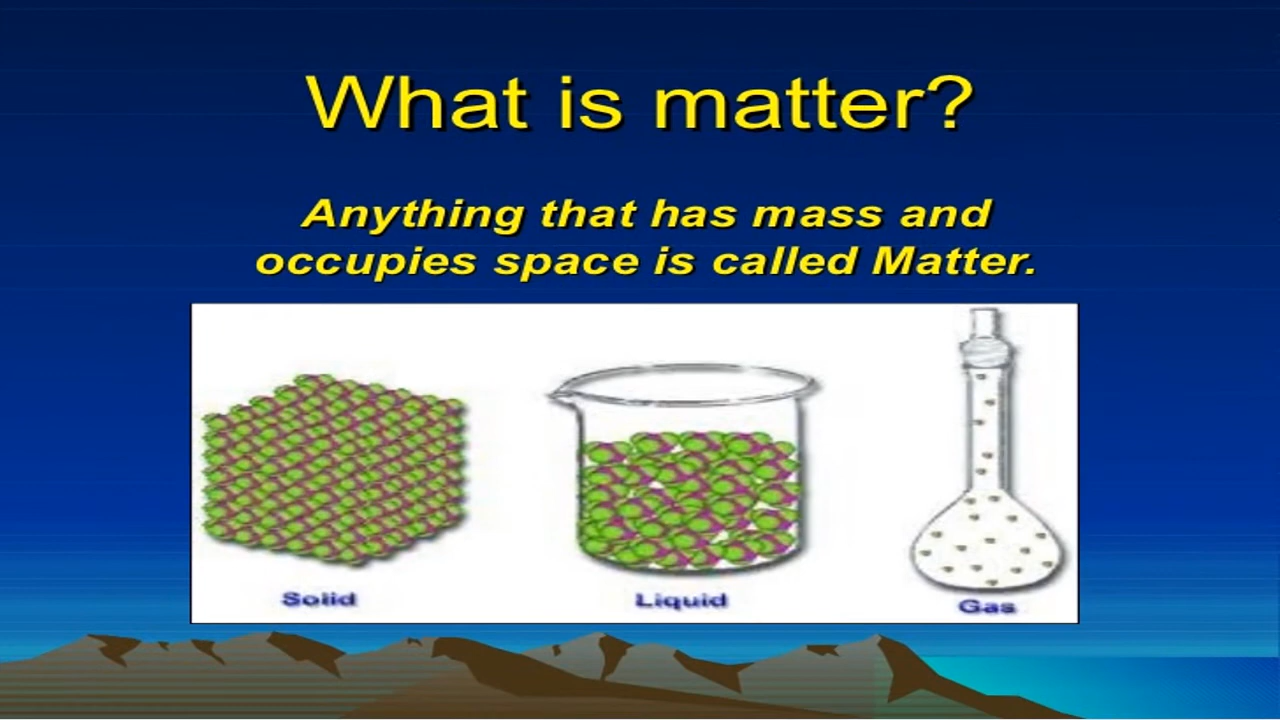 What is matter?
Anything that has mass and
occupies space is called Matter.
Solid
Liquid
Gas